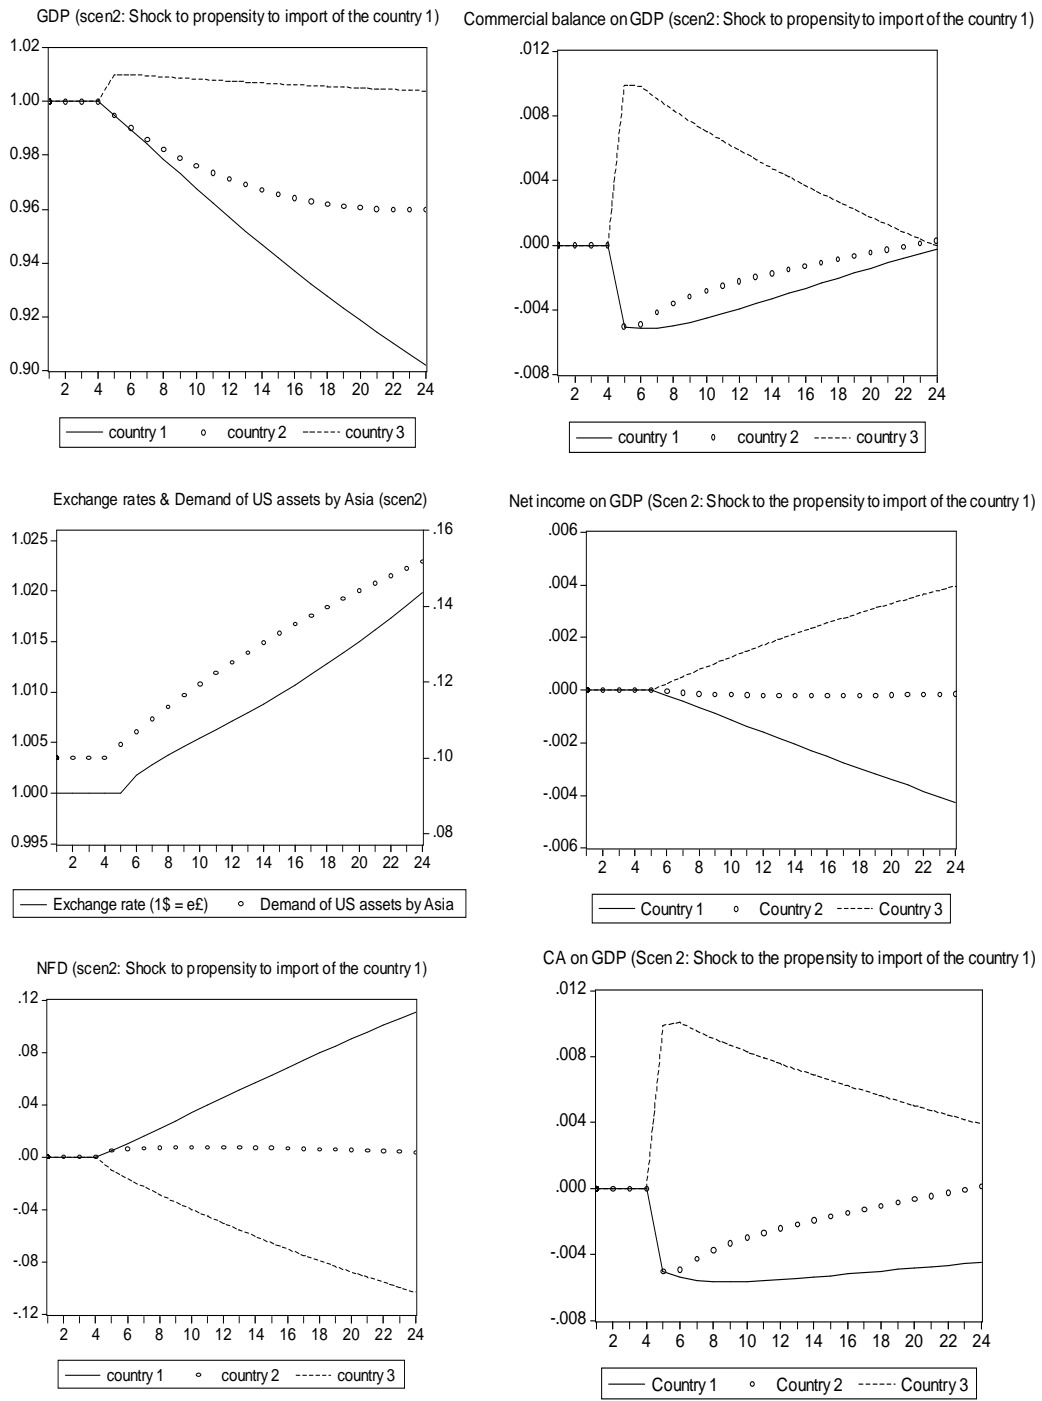 GDP (scen2: Shock to propensity to import of the country 1)
1.02
1.00
0.98
0.96
0.94
0.92
0.90
2 4 6 8 10 12 14 16 18 20 22 24
country 1 country 2 country 3
Commercial balance on GDP (scen2: Shock to propensity to import of the country 1)
.012
.008
.004
.000
-.004
-.008
2 4 6 8 10 12 14 16 18 20 22 24
country 1 country 2 country 3
Exchange rates & Demand of US assets by Asia (scen2)
1.025
1.020
1.015
1.010
1.005
1.000
0.995
.16
.14
.12
.10
.08
2 4 6 8 10 12 14 16 18 20 22 24
Exchange rate (1$ = e£) Demand of US assets by Asia
Net income on GDP (Scen 2: Shock to the propensity to import of the country 1)
.006
.004
.002
.000
-.002
-.004
-.006
2 4 6 8 10 12 14 16 18 20 22 24
Country 1 Country 2 Country 3
NFD (scen2: Shock to propensity to import of the country 1)
.12
.08
.04
.00
-.04
-.08
-.12
2 4 6 8 10 12 14 16 18 20 22 24
country 1 country 2 country 3
CA on GDP (Scen 2: Shock to the propensity to import of the country 1)
.012
.008
.004
.000
-.004
-.008
2 4 6 8 10 12 14 16 18 20 22 24
Country 1 Country 2 Country 3